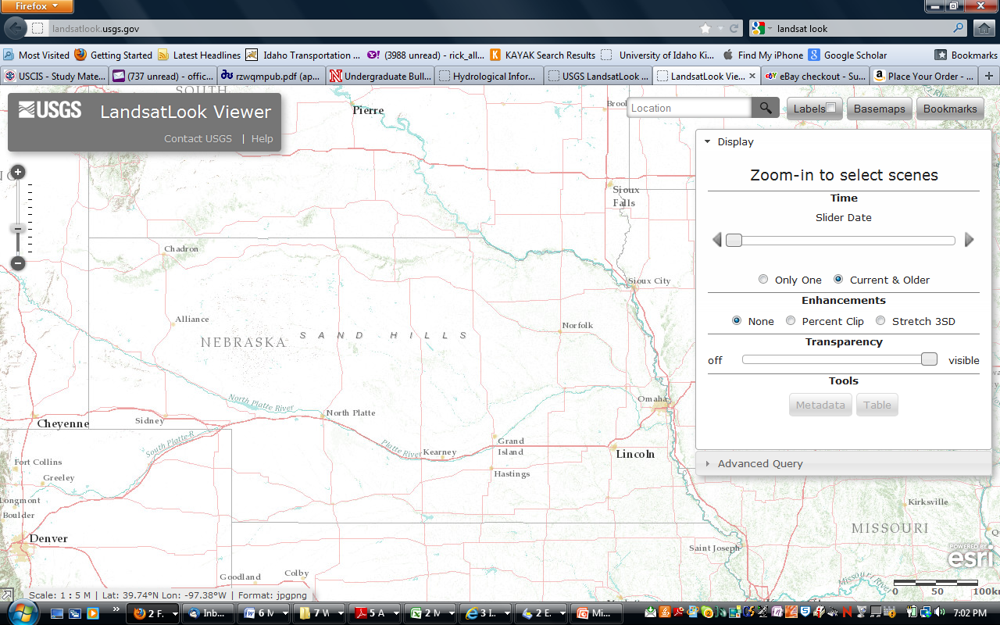 Firefox
landsatlook.usgs.gov
landsat look
Most Visited
Getting Started
Latest Headlines
Idaho Transportation ...
(3988 unread) - rick_all...
KAYAK Search Results
University of Idaho Ki...
Find My iPhone
Google Scholar
Bookmarks
USCIS - Study Mate...
(737 unread) - offic...
rzwqmpub.pdf (ap...
Undergraduate Bull...
Hydrological Infor...
USGS LandsatLook ...
LandsatLook Vie...
eBay checkout - Su...
Place Your Order - ...
USGS
LandsatLook Viewer
Contact USGS | Help
Location
Labels
Basemaps
Bookmarks
Display
Zoom-in to select scenes
Time
Slider Date
Only One
Current & Older
Enhancements
None
Percent Clip
Stretch 3SD
Transparency
off
visible
Tools
Metadata
Table
Advanced Query
SOUTH
Pierre
Sioux
Falls
Chadron
Sioux City
Alliance
Norfolk
NEBRASKA
SAND HILLS
North Platte River
North Platte
Omaha
Cheyenne
Sidney
South Platte R
Platte River
Kearney
Grand
Island
Lincoln
Hastings
Fort Collins
Greeley
Longmont
Boulder
Denver
Kirksville
MISSOURI
Saint Joseph
Goodland
Colby
Missouri River
POWERED BY
esri
0 50 100km
Scale: 1 : 5 M | Lat: 39.74°N Lon: -97.38°W | Format: jpgpng
2 F.
Inb...
6 M
7 W
5 A
2 M
3 I.
2 E.
Mi...
7:02 PM